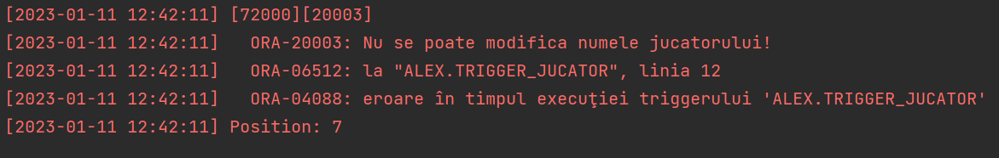 [2023-01-11 12:42:11] [72000][20003]
[2023-01-11 12:42:11]   ORA-20003: Nu se poate modifica numele jucatorului!
[2023-01-11 12:42:11]   ORA-06512: la "ALEX.TRIGGER_JUCATOR", linia 12
[2023-01-11 12:42:11]   ORA-04088: eroare în timpul execuţiei triggerului 'ALEX.TRIGGER_JUCATOR'
[2023-01-11 12:42:11] Position: 7